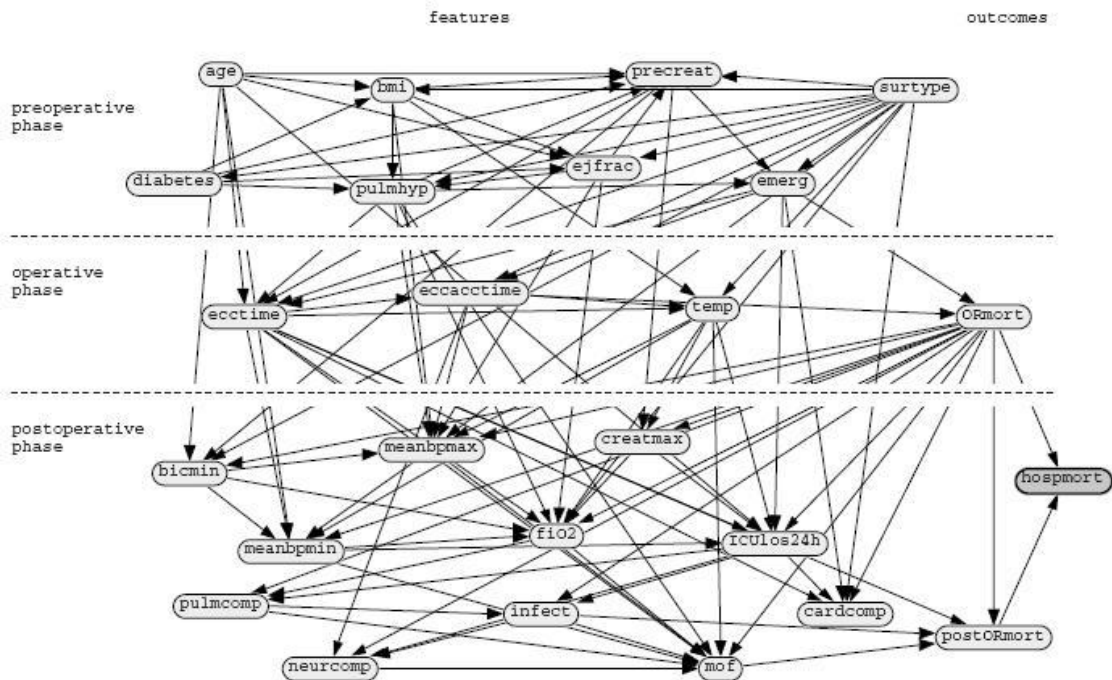 features outcomes
age
bmi
precreat
surtype
preoperative
phase
diabetes
pulmhyp
ejfrac
emerg
operative
phase
ecctime
eccacctime
temp
ORmort
postoperative
phase
bicmin
meanbpmax
creatmax
hospmort
meanbpmin
fio2
ICUlos24h
pulmcomp
infect
cardcomp
postORmort
neurcomp
mof